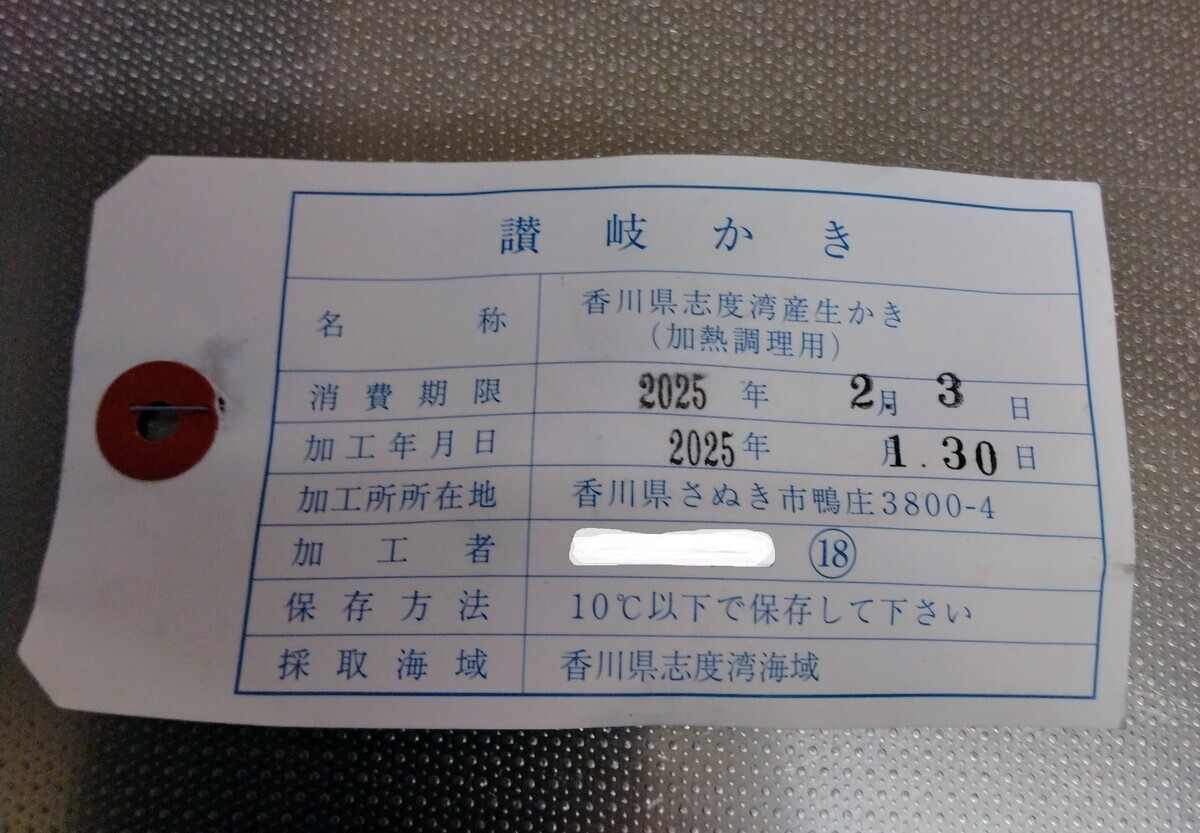 讃岐かき
名称 香川県志度湾産生かき
(加熱調理用)
消費期限 2025年 2月 3日
加工年月日 2025年 月1.30日
加工所所在地 香川県さぬき市鴨庄3800-4
加工者 ⑱
保存方法 10℃以下で保存して下さい
採取海域 香川県志度湾海域